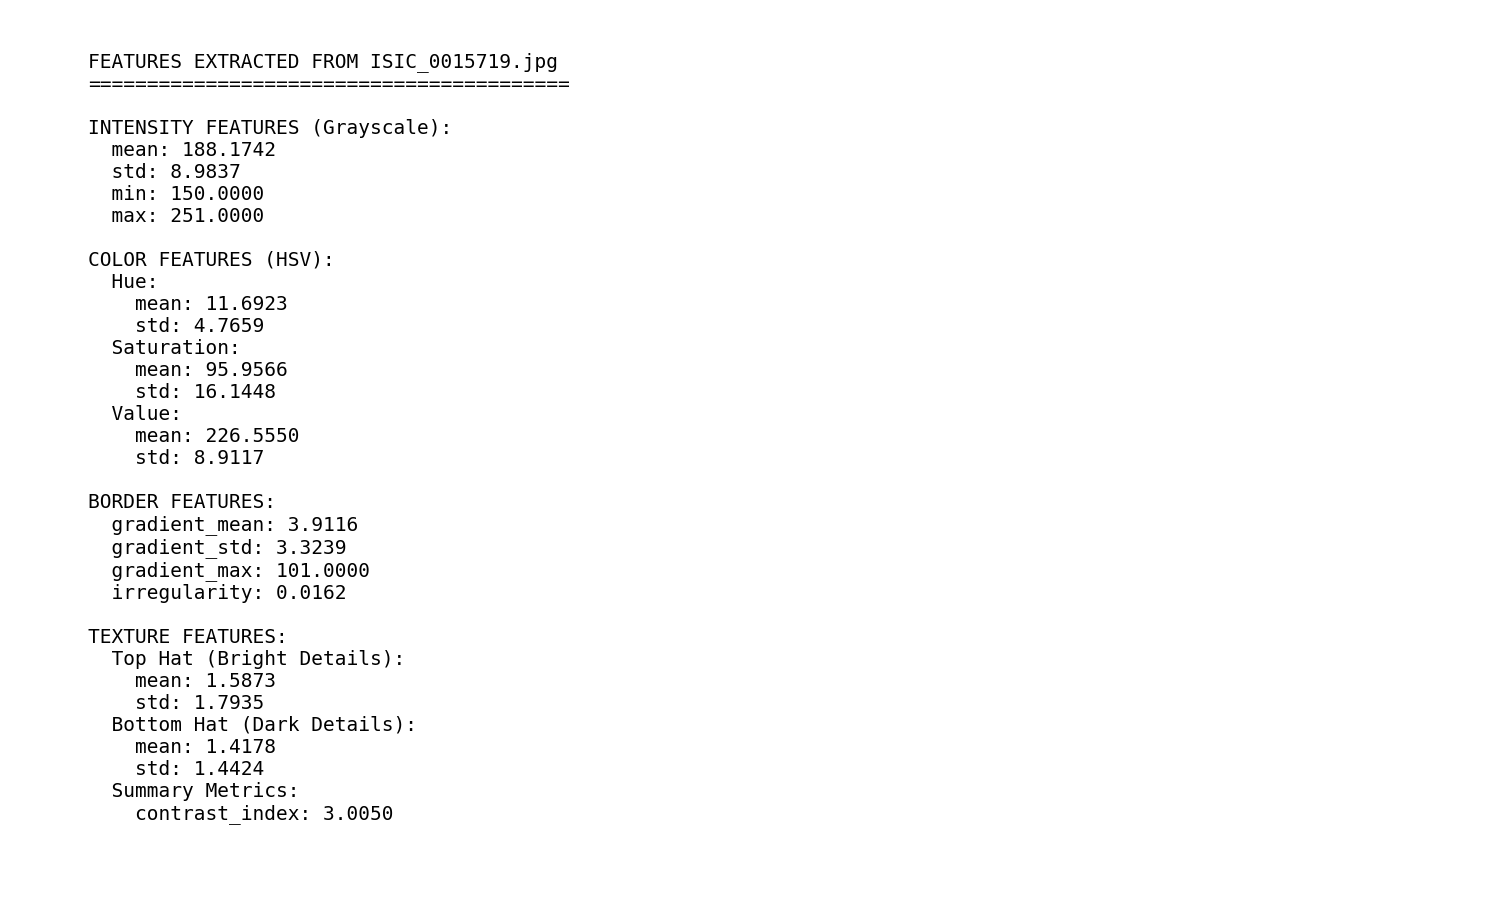 FEATURES EXTRACTED FROM ISIC_0015719.jpg
=========================================
INTENSITY FEATURES (Grayscale):
mean: 188.1742
std: 8.9837
min: 150.0000
max: 251.0000
COLOR FEATURES (HSV):
Hue:
mean: 11.6923
std: 4.7659
Saturation:
mean: 95.9566
std: 16.1448
Value:
mean: 226.5550
std: 8.9117
BORDER FEATURES:
gradient_mean: 3.9116
gradient_std: 3.3239
gradient_max: 101.0000
irregularity: 0.0162
TEXTURE FEATURES:
Top Hat (Bright Details):
mean: 1.5873
std: 1.7935
Bottom Hat (Dark Details):
mean: 1.4178
std: 1.4424
Summary Metrics:
contrast_index: 3.0050